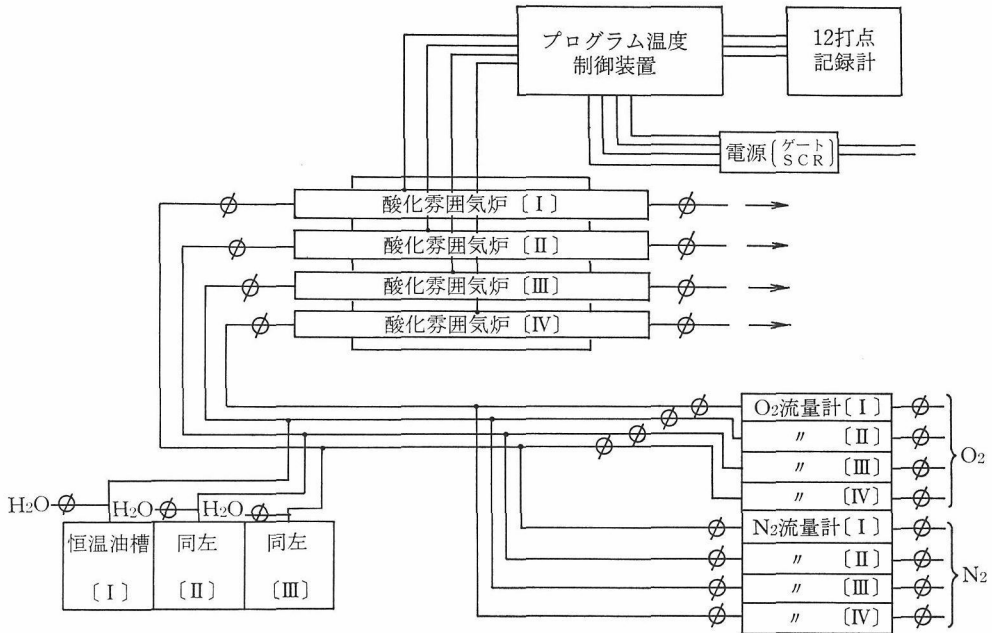 プログラム温度
制御装置
12打点
記録計
電源〔ゲートSCR〕
酸化雰囲気炉〔Ⅰ〕
酸化雰囲気炉〔Ⅱ〕
酸化雰囲気炉〔Ⅲ〕
酸化雰囲気炉〔Ⅳ〕
O₂流量計〔Ⅰ〕
〃 〔Ⅱ〕
〃 〔Ⅲ〕
〃 〔Ⅳ〕
O₂
N₂流量計〔Ⅰ〕
〃 〔Ⅱ〕
〃 〔Ⅲ〕
〃 〔Ⅳ〕
N₂
H₂O
H₂O
H₂O
恒温油槽
〔Ⅰ〕
同左
〔Ⅱ〕
同左
〔Ⅲ〕